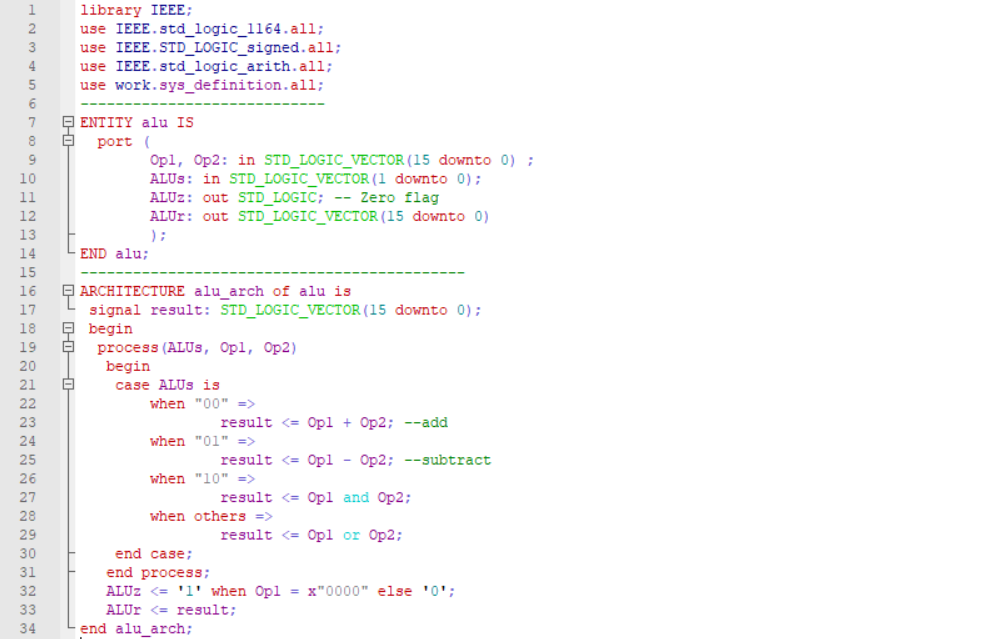 1 library IEEE;
2 use IEEE.std_logic_1164.all;
3 use IEEE.STD_LOGIC_signed.all;
4 use IEEE.std_logic_arith.all;
5 use work.sys_definition.all;
6 ----------------------------
7 ENTITY alu IS
8 port (
9 Op1, Op2: in STD_LOGIC_VECTOR(15 downto 0) ;
10 ALUs: in STD_LOGIC_VECTOR(1 downto 0);
11 ALUz: out STD_LOGIC; -- Zero flag
12 ALUr: out STD_LOGIC_VECTOR(15 downto 0)
13 );
14 END alu;
15 --------------------------------------------
16 ARCHITECTURE alu_arch of alu is
17 signal result: STD_LOGIC_VECTOR(15 downto 0);
18 begin
19 process(ALUs, Op1, Op2)
20 begin
21 case ALUs is
22 when "00" =>
23 result <= Op1 + Op2; --add
24 when "01" =>
25 result <= Op1 - Op2; --subtract
26 when "10" =>
27 result <= Op1 and Op2;
28 when others =>
29 result <= Op1 or Op2;
30 end case;
31 end process;
32 ALUz <= '1' when Op1 = x"0000" else '0';
33 ALUr <= result;
34 end alu_arch;